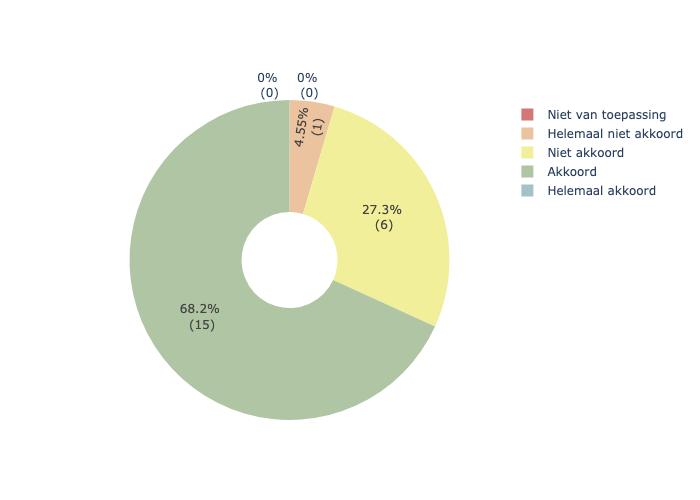 0%
(0)
0%
(0)
4.55%
(1)
27.3%
(6)
68.2%
(15)
Niet van toepassing
Helemaal niet akkoord
Niet akkoord
Akkoord
Helemaal akkoord